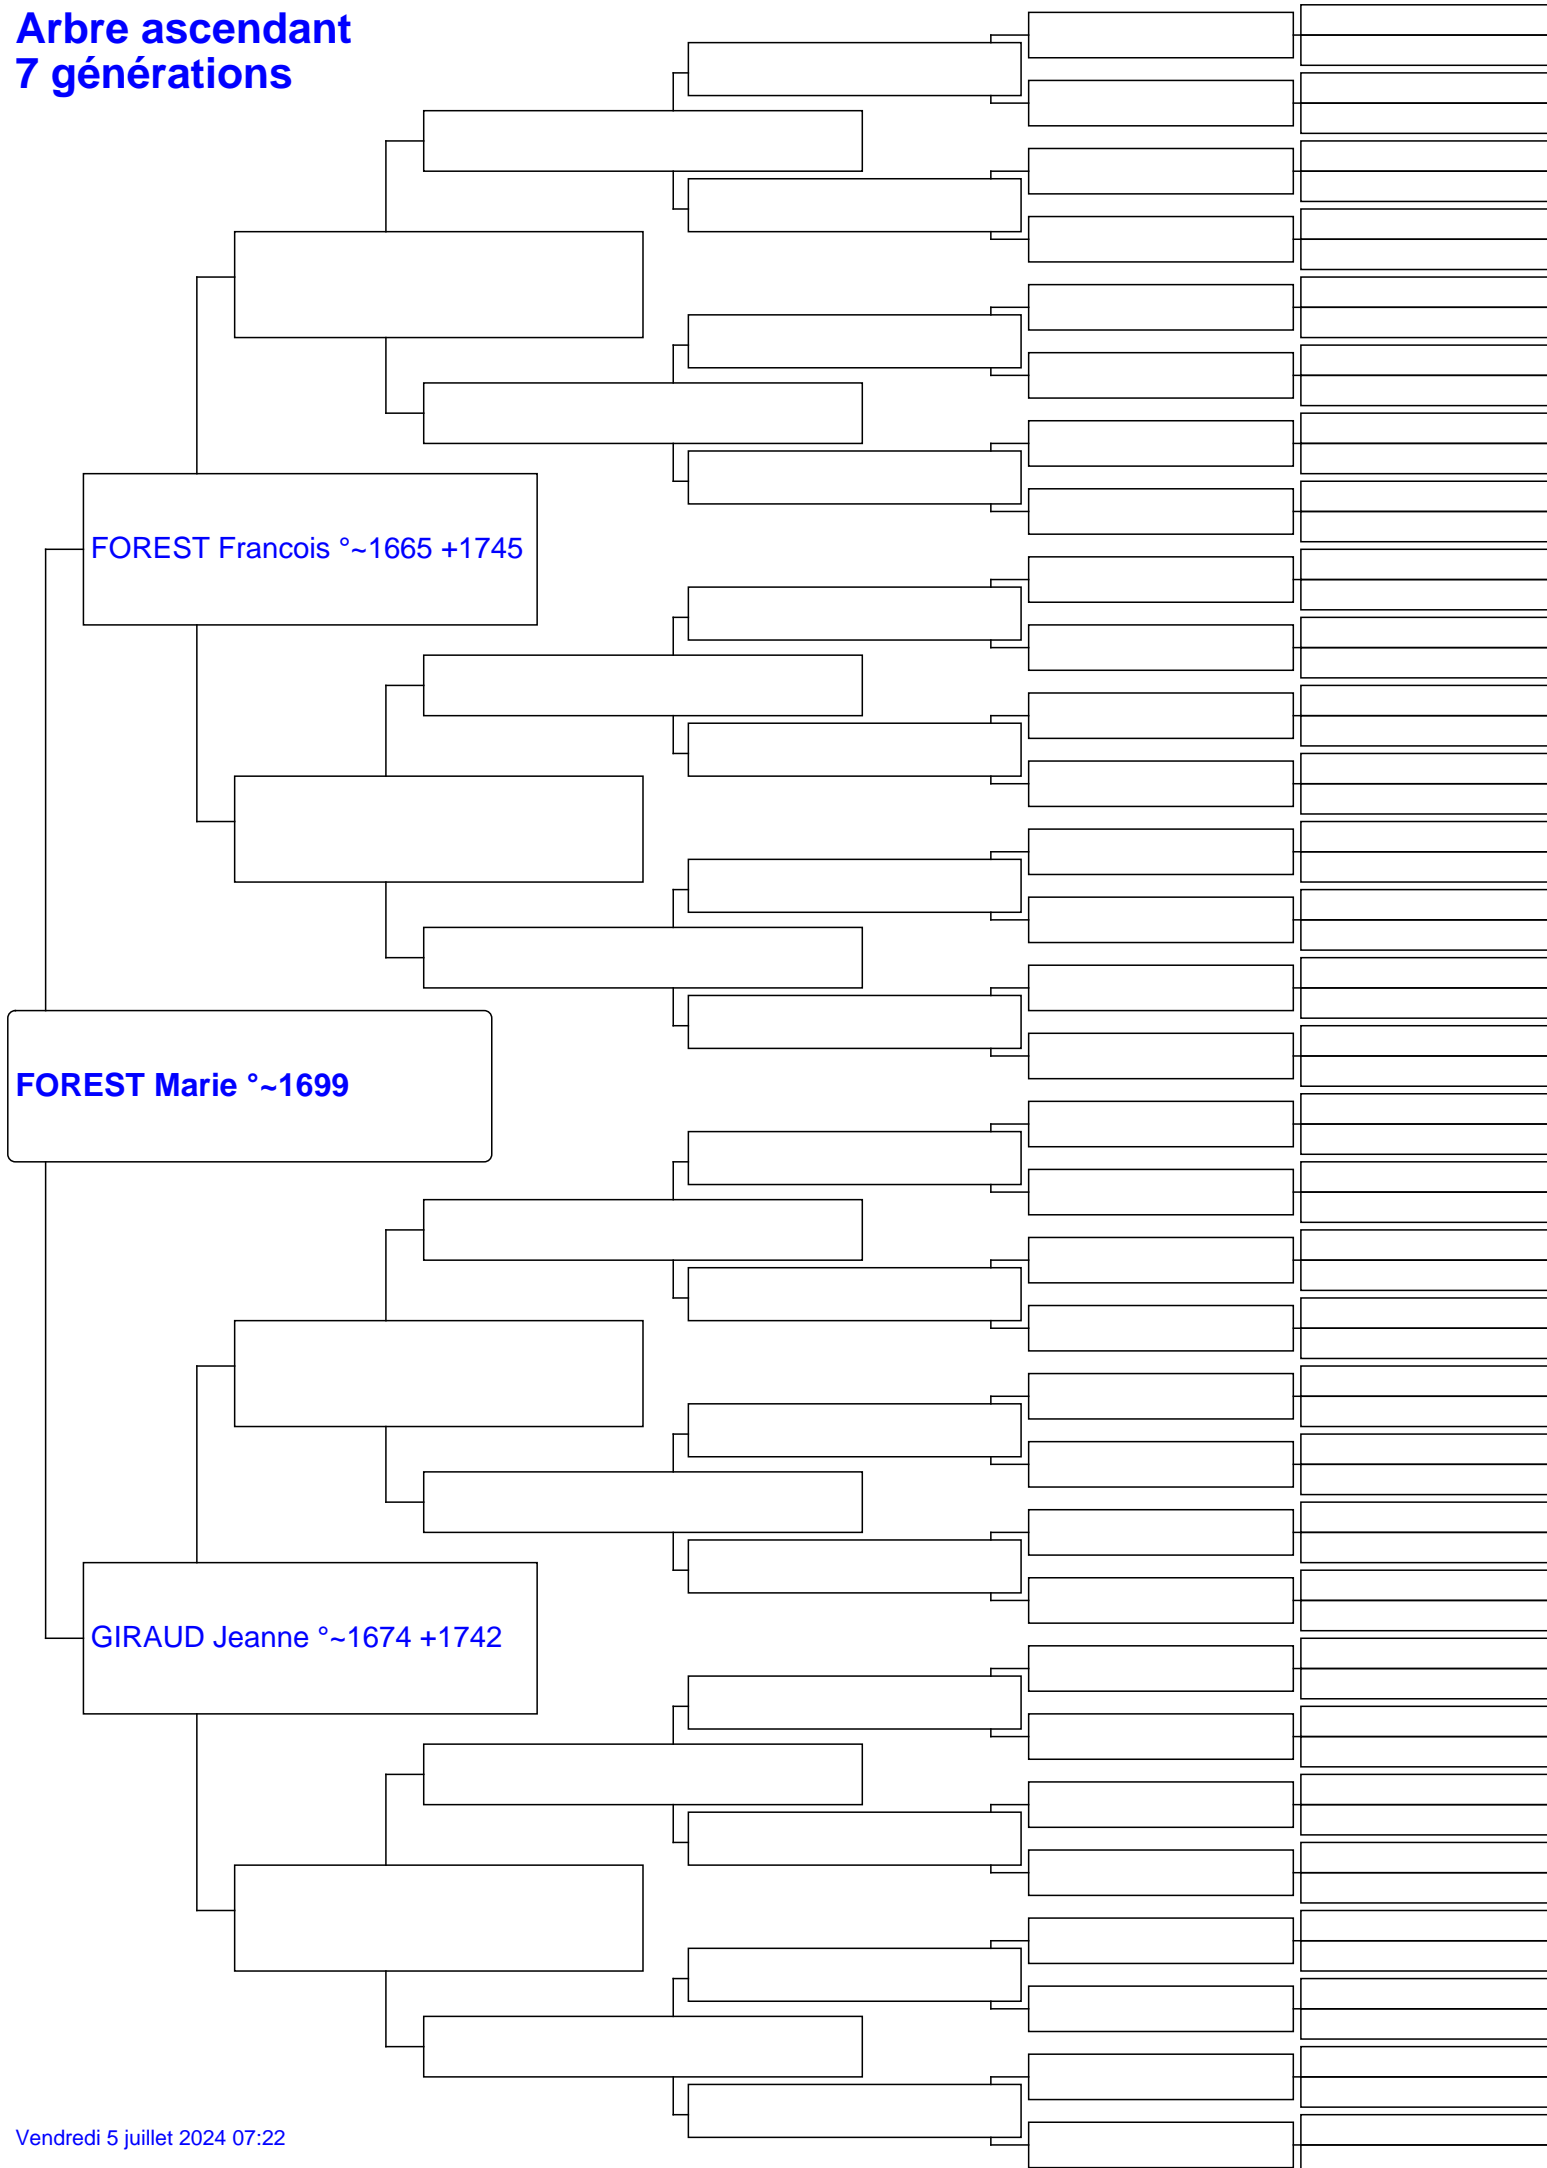 Arbre ascendant
7 générations
FOREST Francois °~1665 +1745
FOREST Marie °~1699
GIRAUD Jeanne °~1674 +1742
Vendredi 5 juillet 2024 07:22